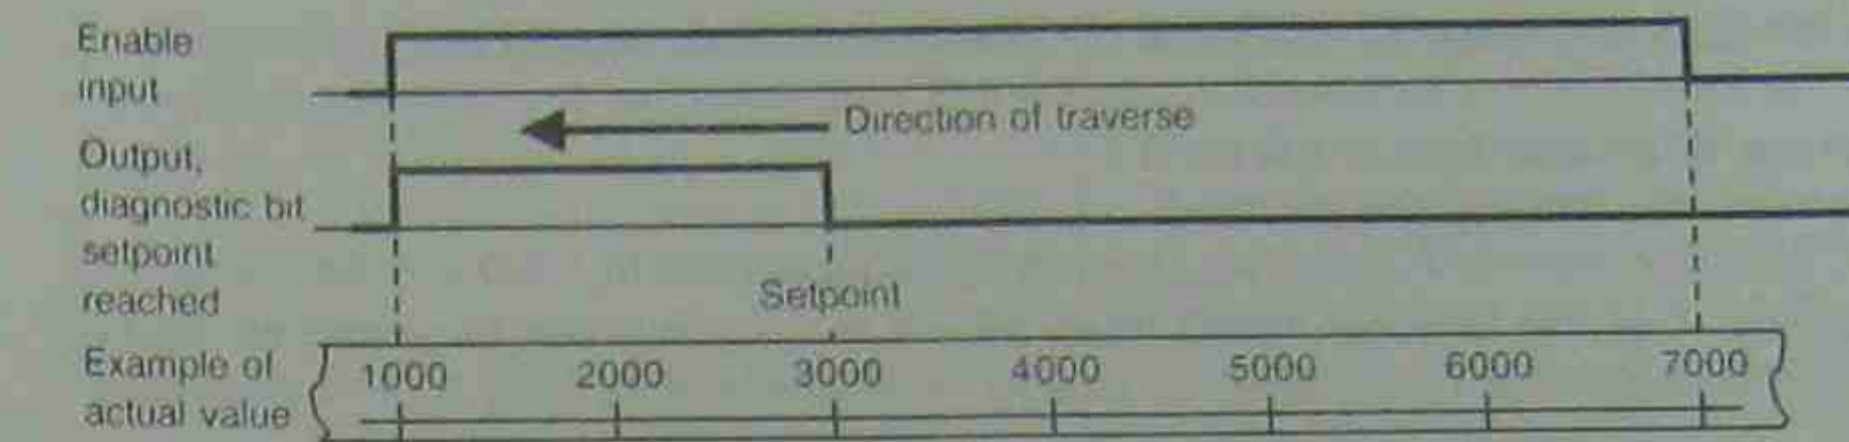 Enable
input
Direction of traverse
Output,
diagnostic bit
setpoint
reached
Setpoint
Example of
actual value
1000 2000 3000 4000 5000 6000 7000